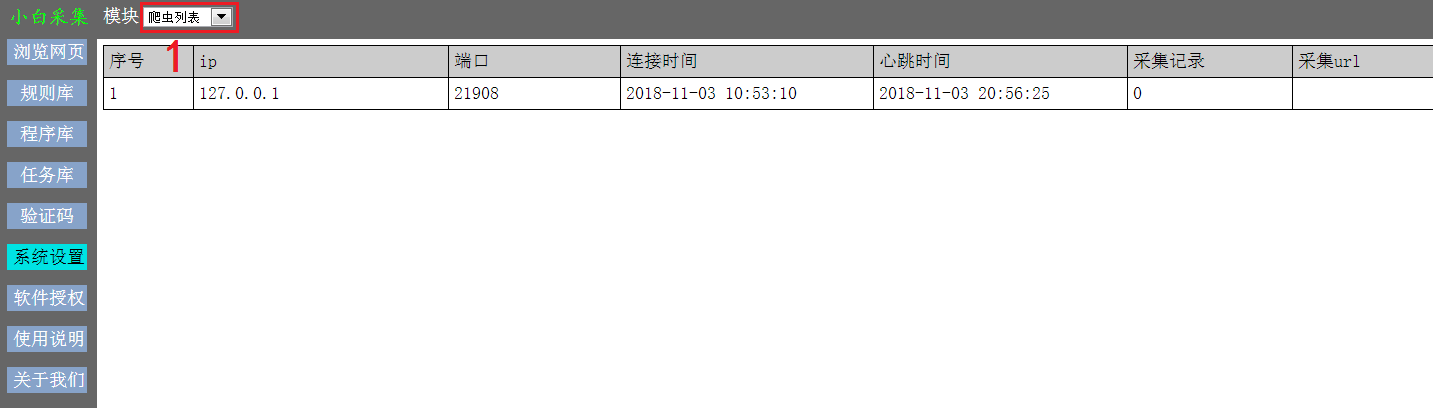 小白采集 模块 爬虫列表
1
浏览网页
规则库
程序库
任务库
验证码
系统设置
软件授权
使用说明
关于我们
序号 ip 端口 连接时间 心跳时间 采集记录 采集url
1 127.0.0.1 21908 2018-11-03 10:53:10 2018-11-03 20:56:25 0